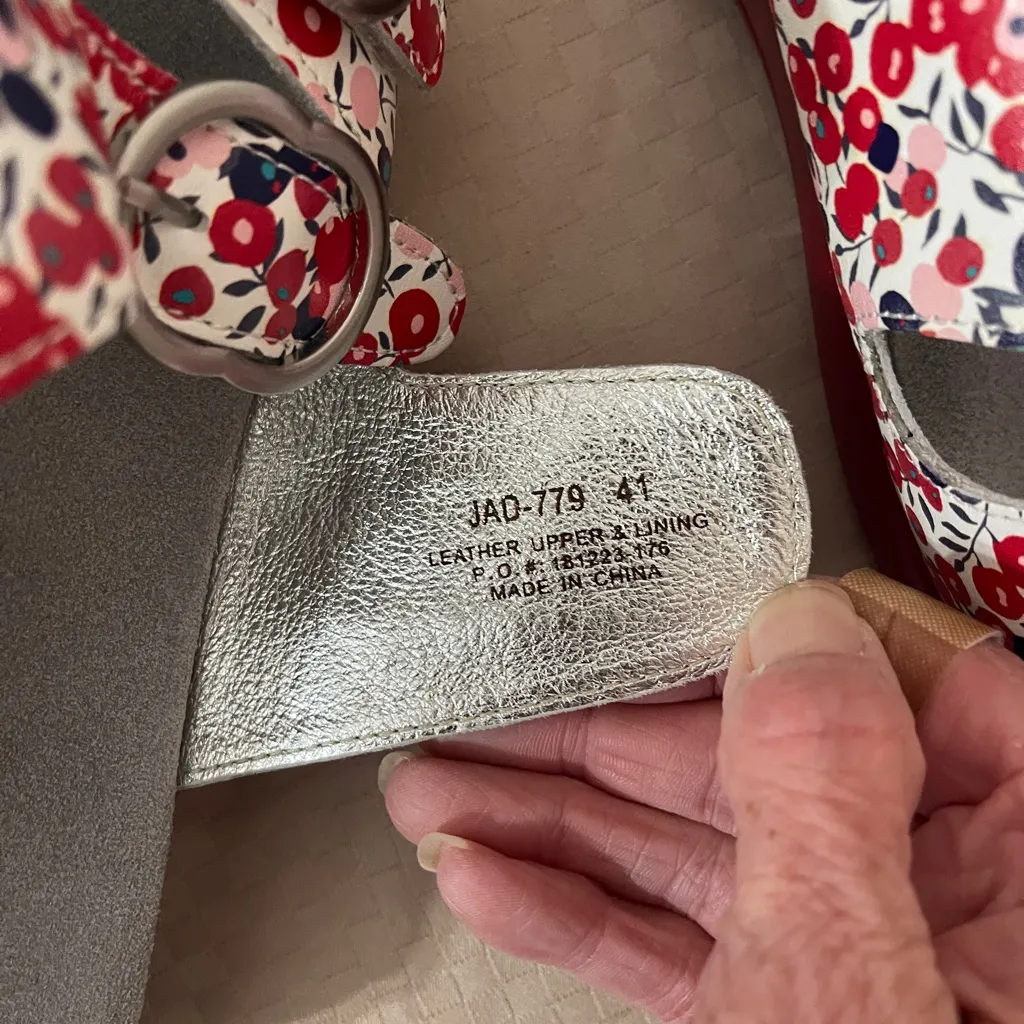 JAD-779 41
LEATHER UPPER & LINING
P.O.#: 181223.176
MADE IN CHINA